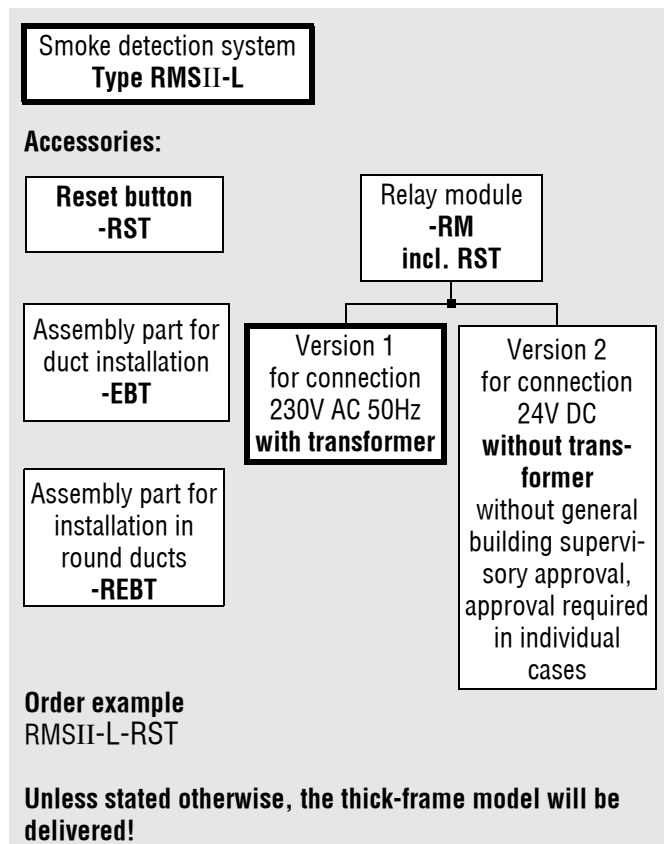 Smoke detection system
Type RMSII-L
Accessories:
Reset button
-RST
Relay module
-RM
incl. RST
Assembly part for
duct installation
-EBT
Version 1
for connection
230V AC 50Hz
with transformer
Version 2
for connection
24V DC
without trans-
former
without general
building supervi-
sory approval,
approval required
in individual
cases
Assembly part for
installation in
round ducts
-REBT
Order example
RMSII-L-RST
Unless stated otherwise, the thick-frame model will be
delivered!